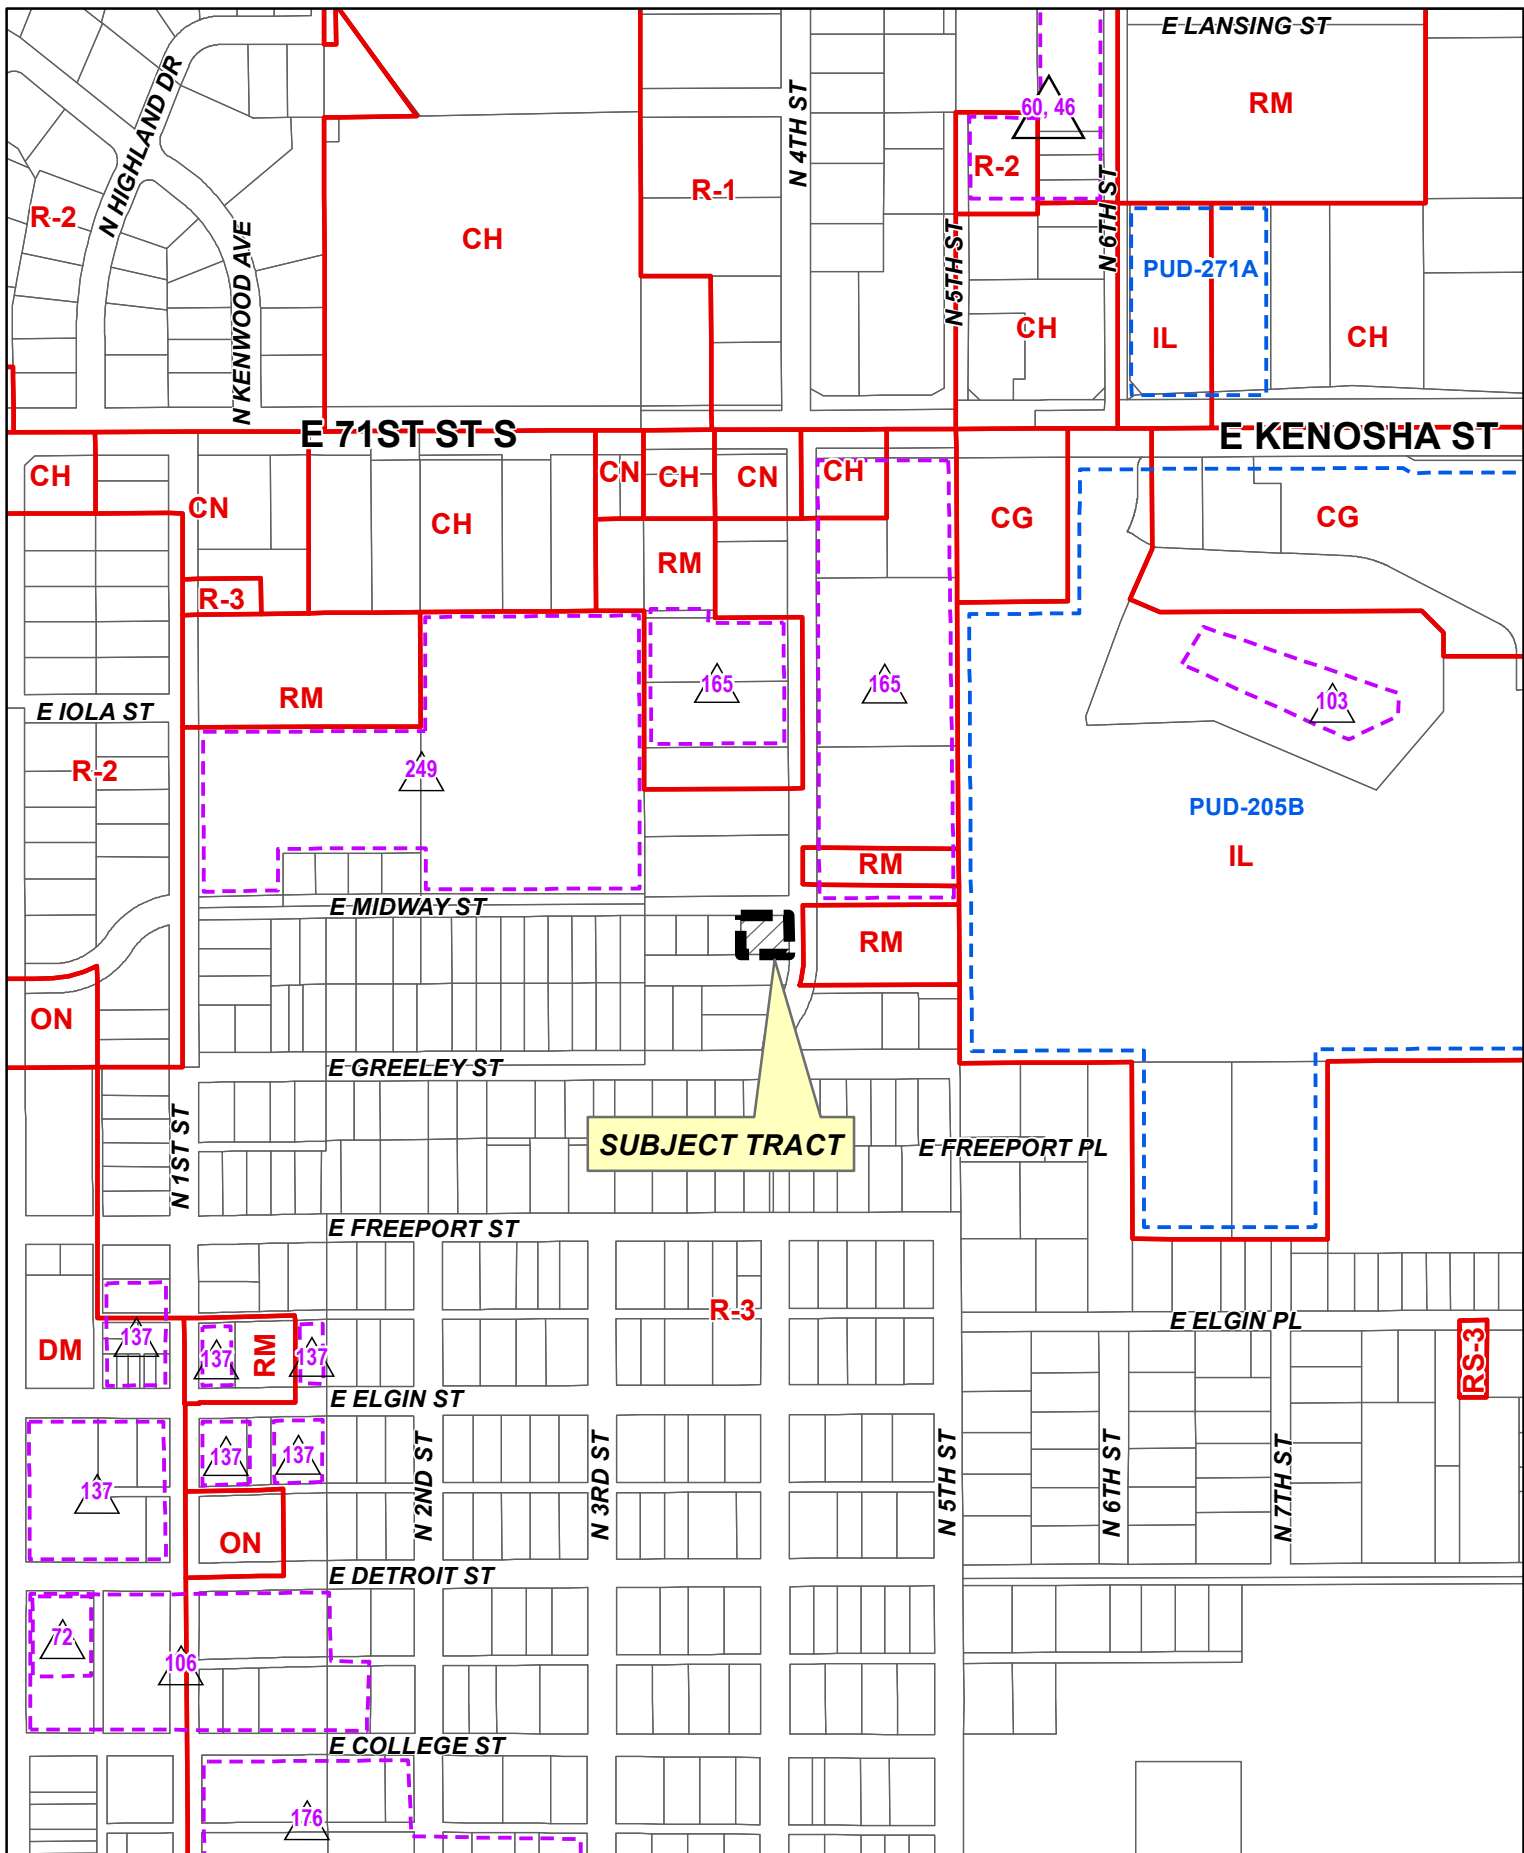 E LANSING ST
N HIGHLAND DR
N 4TH ST
60, 46
RM
R-2
R-1
N 6TH ST
R-2
CH
N KENWOOD AVE
N 5TH ST
PUD-271A
CH
IL
CH
E 71ST ST S
E KENOSHA ST
CH
CN
CH
CN
CH
CN
CH
CG
CG
RM
R-3
165
165
RM
103
E IOLA ST
R-2
249
PUD-205B
IL
RM
E MIDWAY ST
RM
ON
E GREELEY ST
SUBJECT TRACT
E FREEPORT PL
N 1ST ST
E FREEPORT ST
R-3
E ELGIN PL
137
DM
137
RM
137
RS-3
E ELGIN ST
137
137
137
N 2ND ST
N 3RD ST
N 5TH ST
N 6TH ST
N 7TH ST
ON
E DETROIT ST
72
106
E COLLEGE ST
176